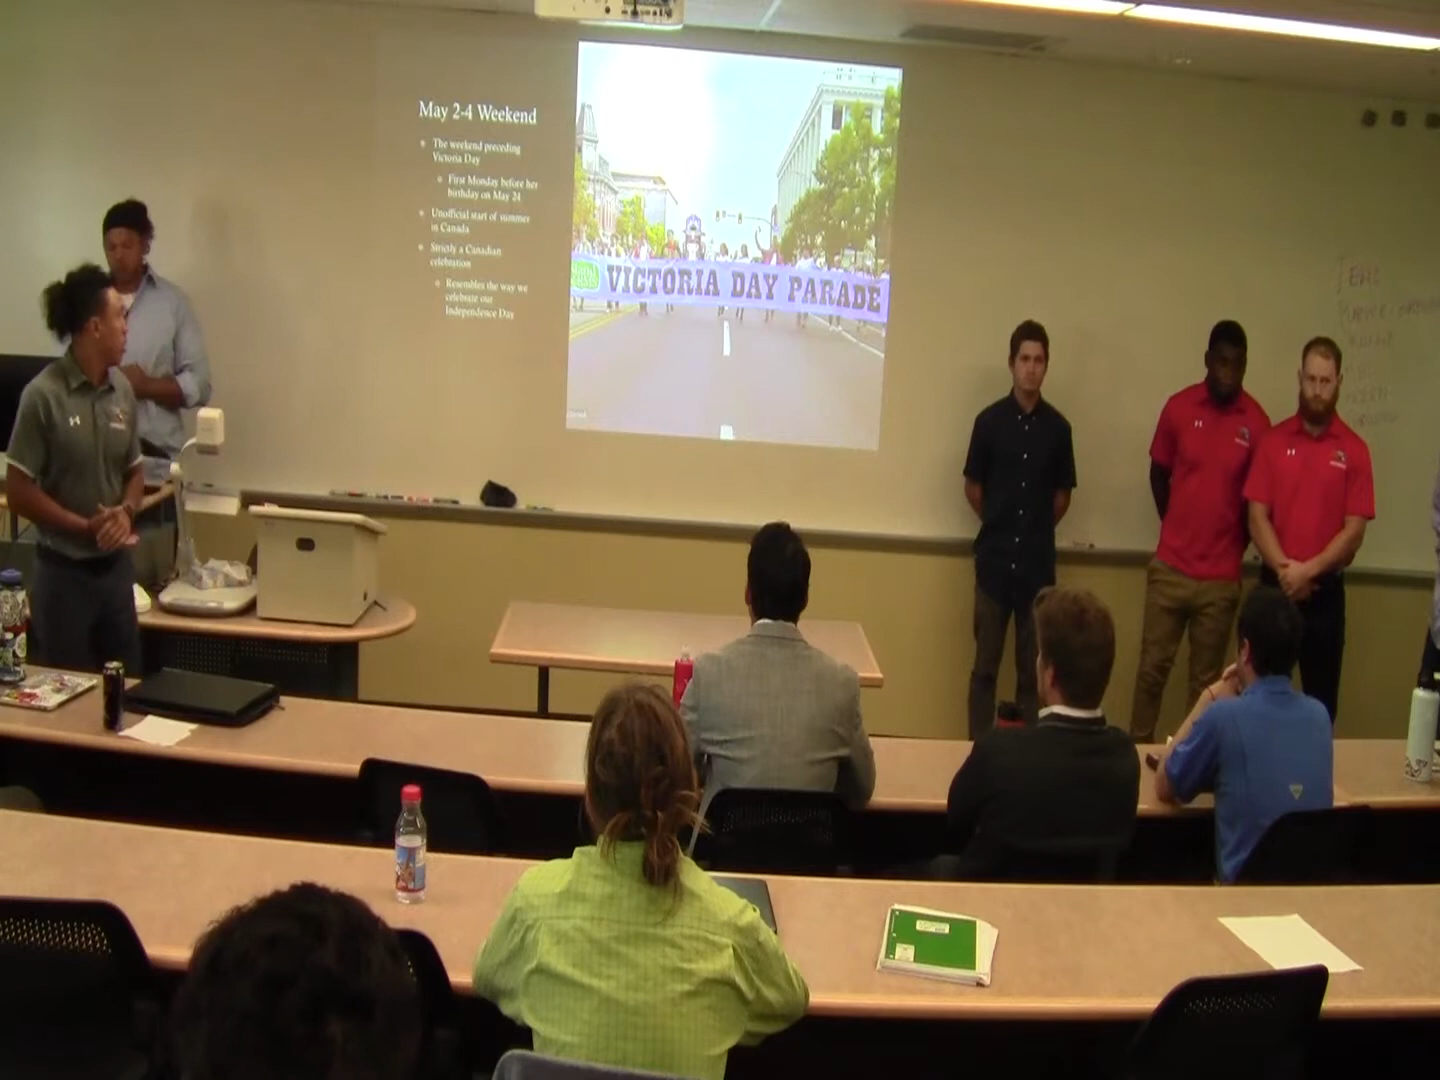 May 2-4 Weekend
The weekend preceding
Victoria Day
First Monday before her
birthday on May 24
Unofficial start of summer
in Canada
Strictly a Canadian
celebration
Resembles the way we
celebrate our
Independence Day
VICTORIA DAY PARADE